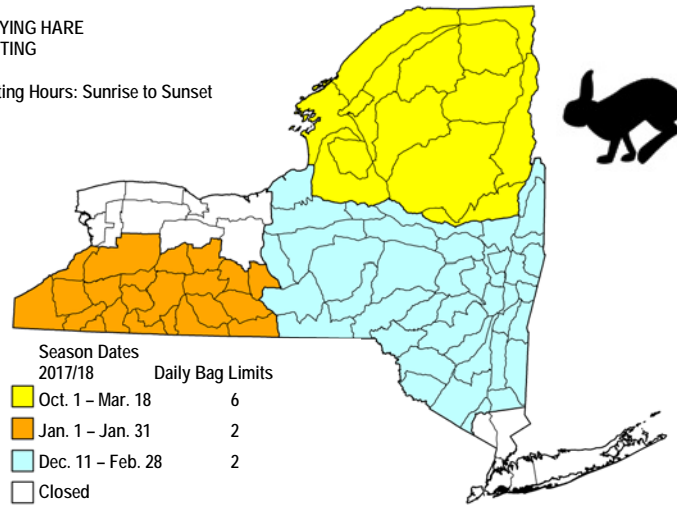 YING HARE
TING
ting Hours: Sunrise to Sunset
Season Dates
2017/18 Daily Bag Limits
Oct. 1 – Mar. 18 6
Jan. 1 – Jan. 31 2
Dec. 11 – Feb. 28 2
Closed